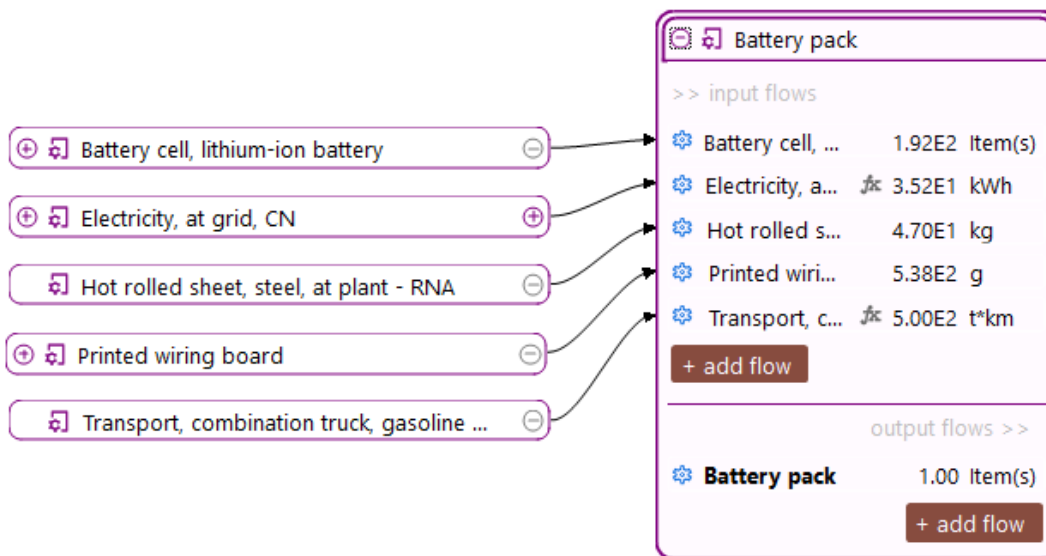 Battery cell, lithium-ion battery
Electricity, at grid, CN
Hot rolled sheet, steel, at plant - RNA
Printed wiring board
Transport, combination truck, gasoline ...
Battery pack
>> input flows
Battery cell, ... 1.92E2 Item(s)
Electricity, a... fx 3.52E1 kWh
Hot rolled s... 4.70E1 kg
Printed wiri... 5.38E2 g
Transport, c... fx 5.00E2 t*km
+ add flow
output flows >>
Battery pack 1.00 Item(s)
+ add flow